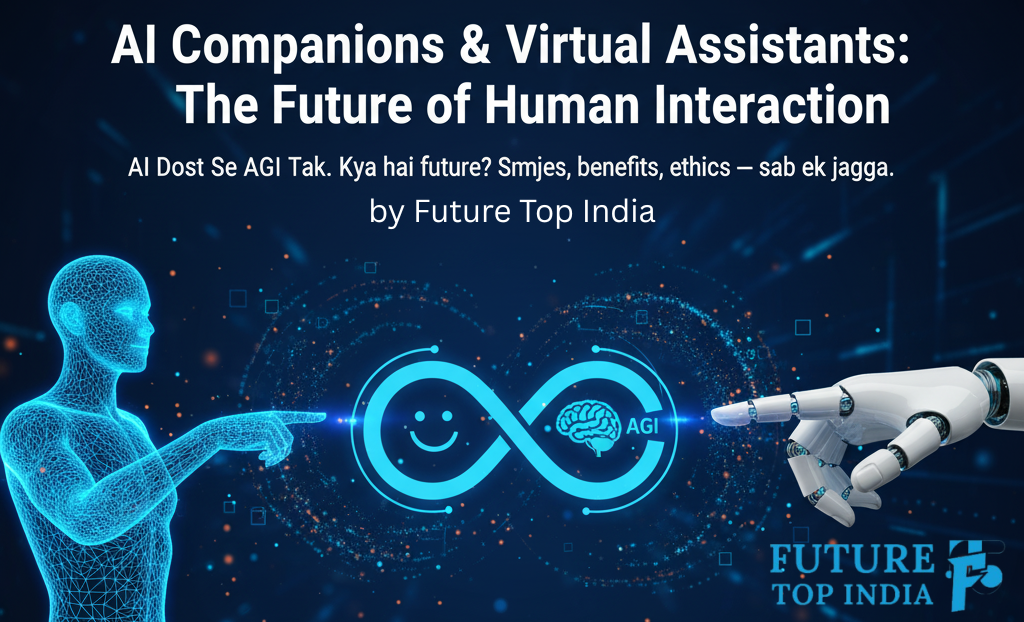 AI Companions & Virtual Assistants:
The Future of Human Interaction
AI Dost Se AGI Tak. Kya hai future? Smjes, benefits, ethics — sab ek jagga.
by Future Top India
AGI
FUTURE
TOP INDIA